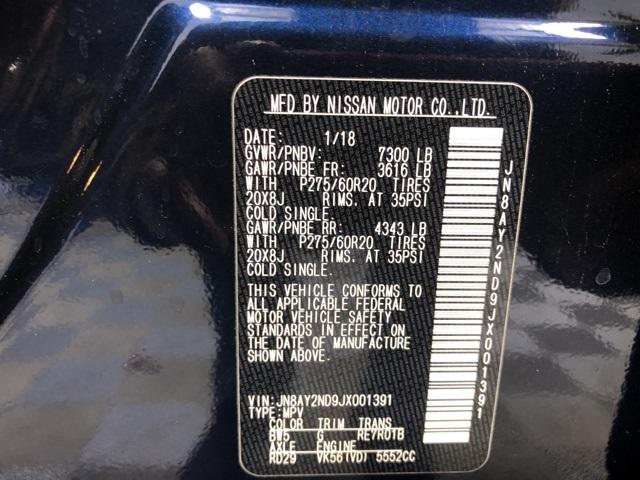 MFD BY NISSAN MOTOR CO.,LTD.
DATE: 1/18
GVWR/PNBV: 7300 LB
GAWR/PNBE FR: 3616 LB
WITH P275/60R20 TIRES
20X8J RIMS. AT 35PSI
COLD SINGLE.
GAWR/PNBE RR: 4343 LB
WITH P275/60R20 TIRES
20X8J RIMS. AT 35PSI
COLD SINGLE.
THIS VEHICLE CONFORMS TO
ALL APPLICABLE FEDERAL
MOTOR VEHICLE SAFETY
STANDARDS IN EFFECT ON
THE DATE OF MANUFACTURE
SHOWN ABOVE.
VIN:JN8AY2ND9JX001391
TYPE:MPV
COLOR TRIM TRANS
BW5 G RE7R01B
AXLE ENGINE
RD29 VK56(VD) 5552CC
JN8AY2ND9JX001391